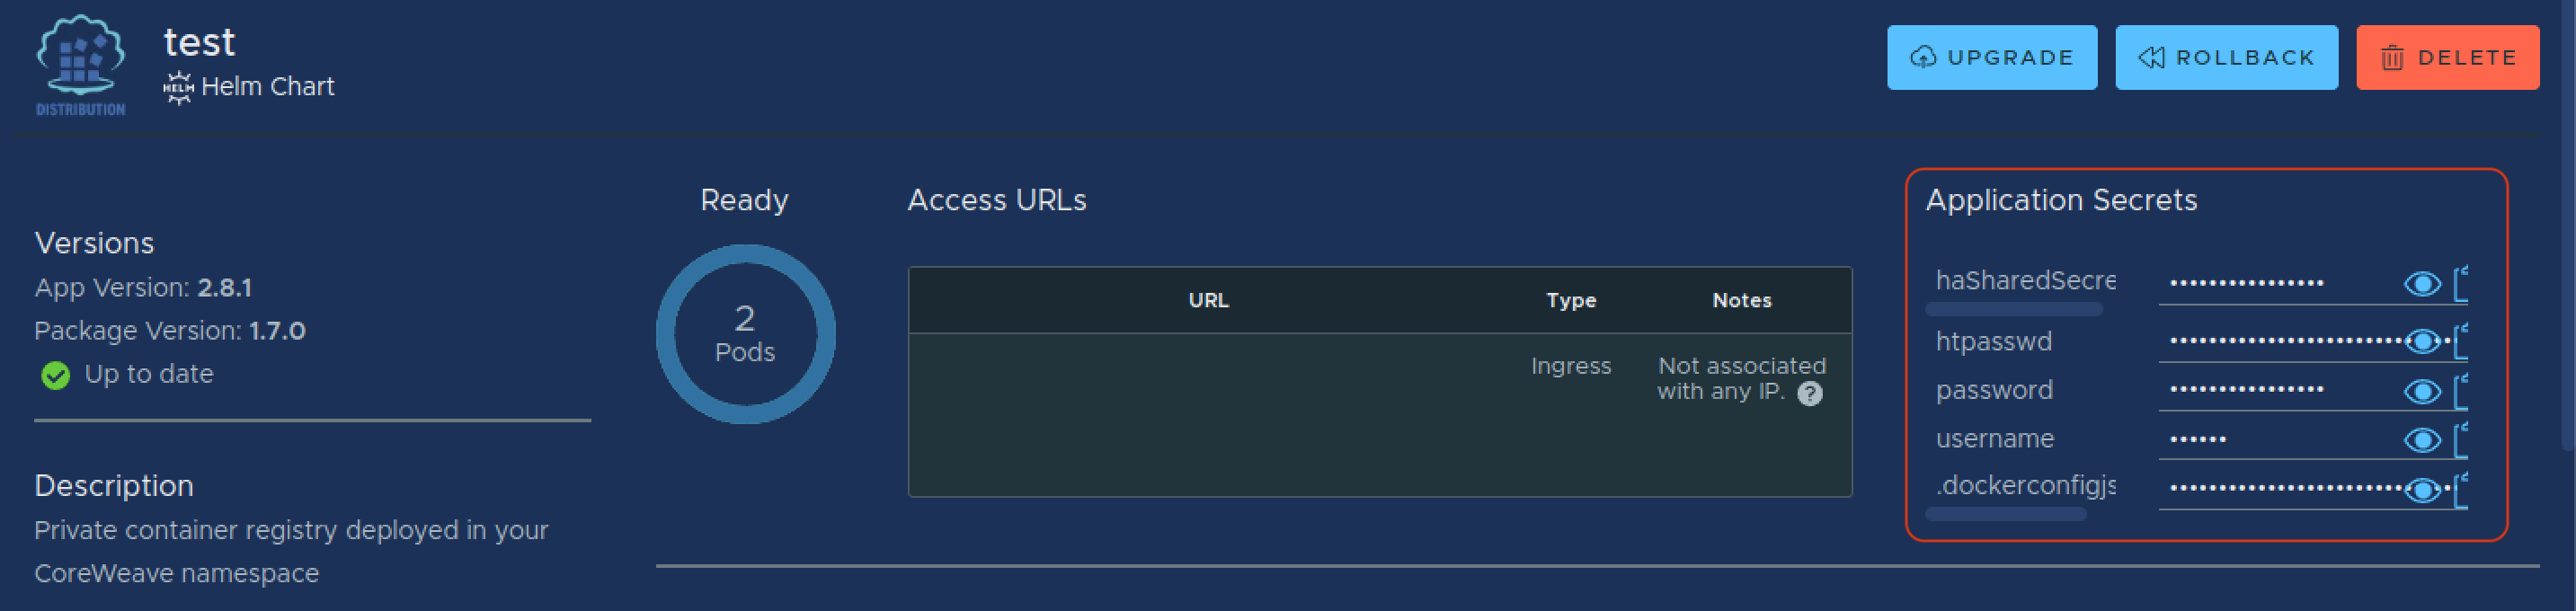 test
HELM Helm Chart
DISTRIBUTION
UPGRADE
ROLLBACK
DELETE
Versions
App Version: 2.8.1
Package Version: 1.7.0
Up to date
Description
Private container registry deployed in your
CoreWeave namespace
Ready
2
Pods
Access URLs
URL Type Notes
Ingress Not associated
with any IP. ?
Application Secrets
haSharedSecre ••••••••••••••••
htpasswd
password ••••••••••••••••
username ••••••
.dockerconfigjs